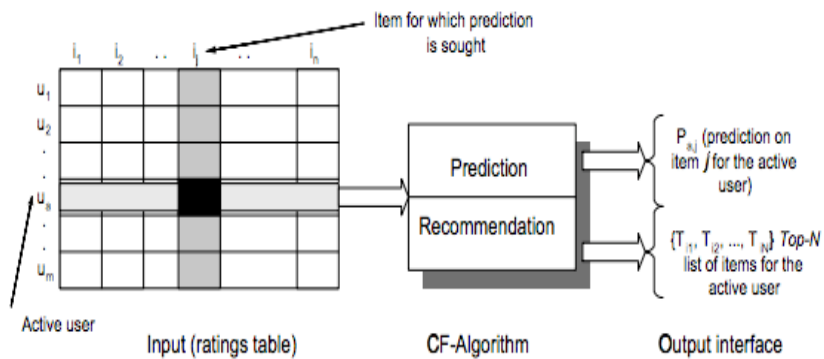 Item for which prediction
is sought
i1 i2 . . ij . . in
u1
u2
.
.
ua
.
.
um
Active user
Prediction
Recommendation
Pa,j (prediction on
item j for the active
user)
{Ti1, Ti2, ..., TiN} Top-N
list of items for the
active user
Input (ratings table)
CF-Algorithm
Output interface